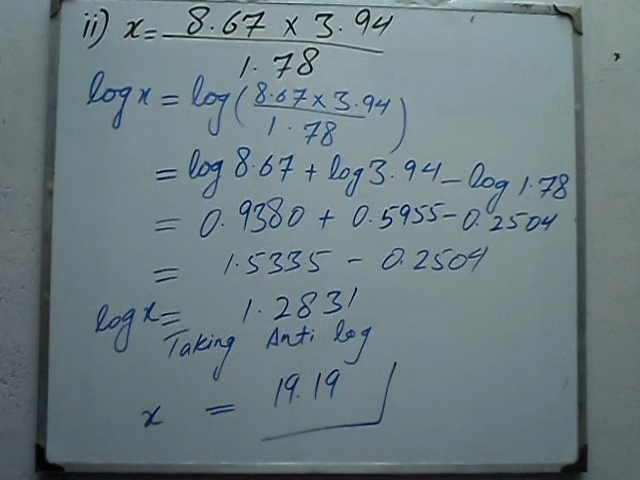 ii) x = 8.67 × 3.94
1.78
log x = log ( 8.67 × 3.94
1.78 )
= log 8.67 + log 3.94 - log 1.78
= 0.9380 + 0.5955 - 0.2504
= 1.5335 - 0.2504
log x = 1.2831
Taking Anti log
x = 19.19